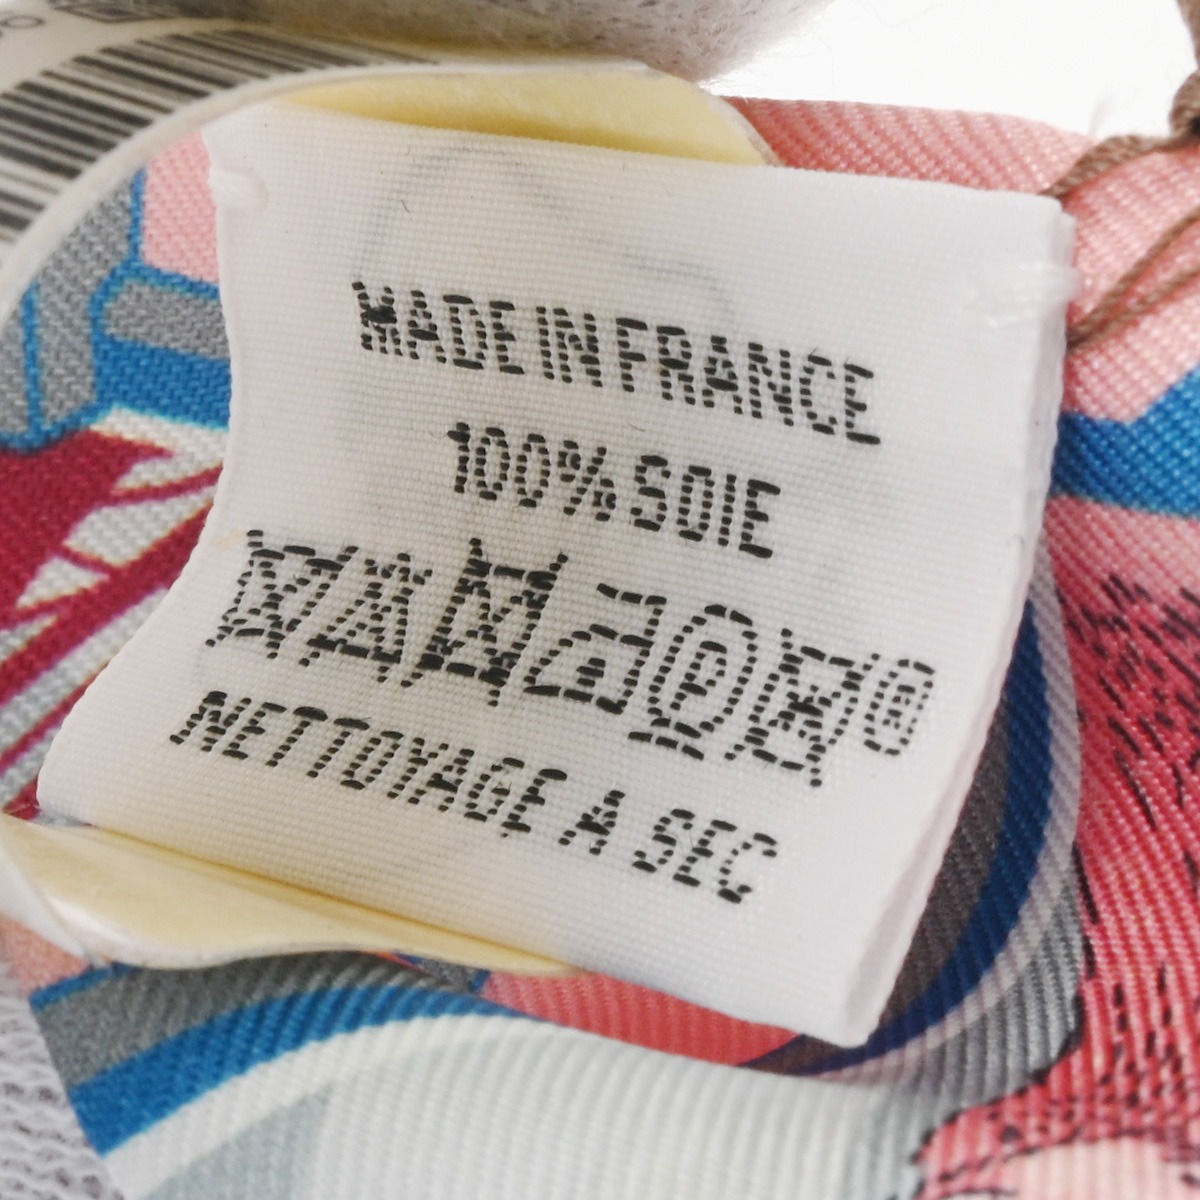 MADE IN FRANCE
100% SOIE
P
NETTOYAGE A SEC